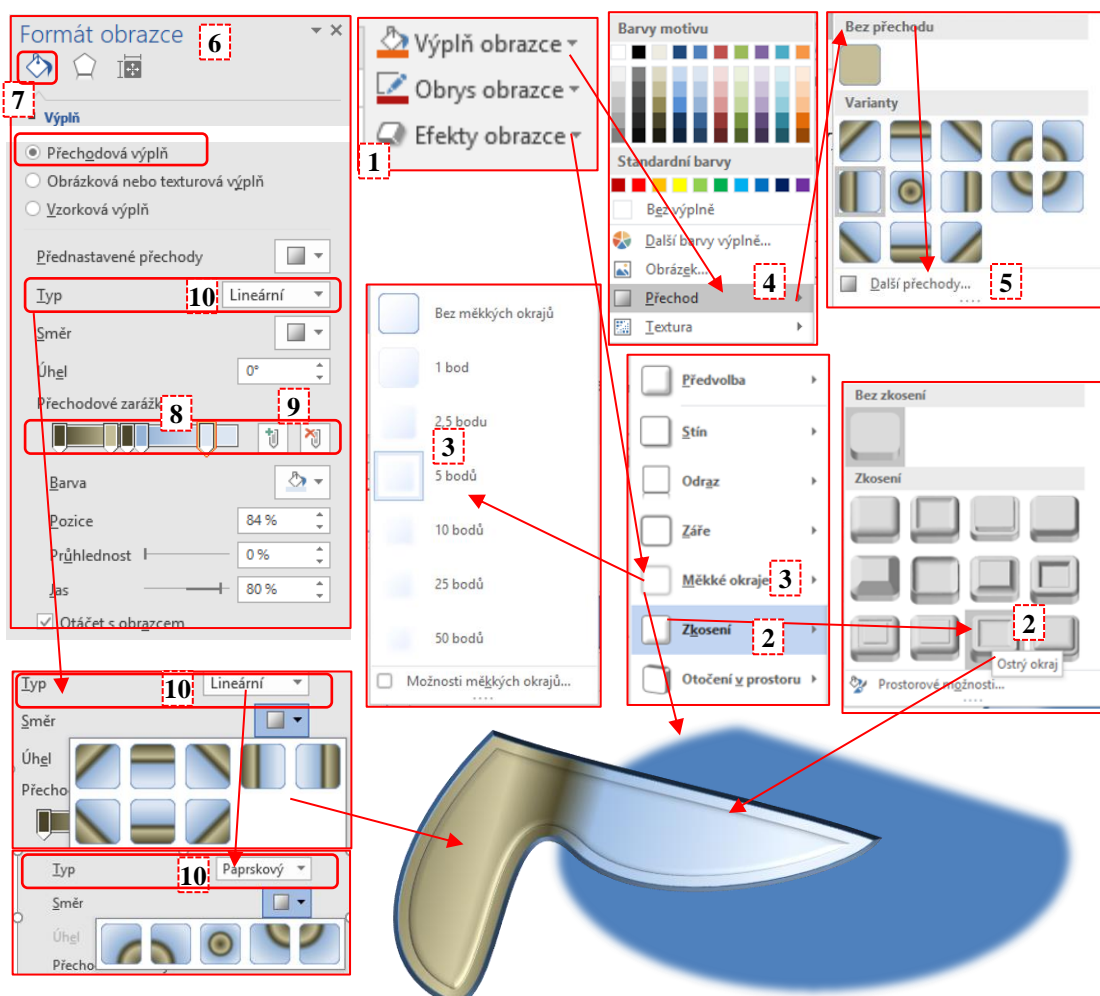 Formát obrazce
6
7
Výplň
Přechodová výplň
Obrázková nebo texturová výplň
Vzorková výplň
Přednastavené přechody
Typ
10
Lineární
Směr
Úhel
0°
Přechodové zarážk
8
9
Barva
Pozice
84 %
Průhlednost
0 %
Jas
80 %
Otáčet s obrazcem
Výplň obrazce
Obrys obrazce
Efekty obrazce
1
Barvy motivu
Standardní barvy
Bez výplně
Další barvy výplně...
Obrázek...
4
Přechod
Textura
Bez přechodu
Varianty
Další přechody...
5
Bez měkkých okrajů
1 bod
2,5 bodu
3
5 bodů
10 bodů
25 bodů
50 bodů
Možnosti měkkých okrajů...
Předvolba
Stín
Odraz
Záře
Měkké okraje
3
Zkosení
2
Otočení v prostoru
Bez zkosení
Zkosení
2
Ostrý okraj
Prostorové možnosti...
Typ
10
Lineární
Směr
Úhel
Přecho
Typ
10
Paprskový
Směr
Úhel
Přecho